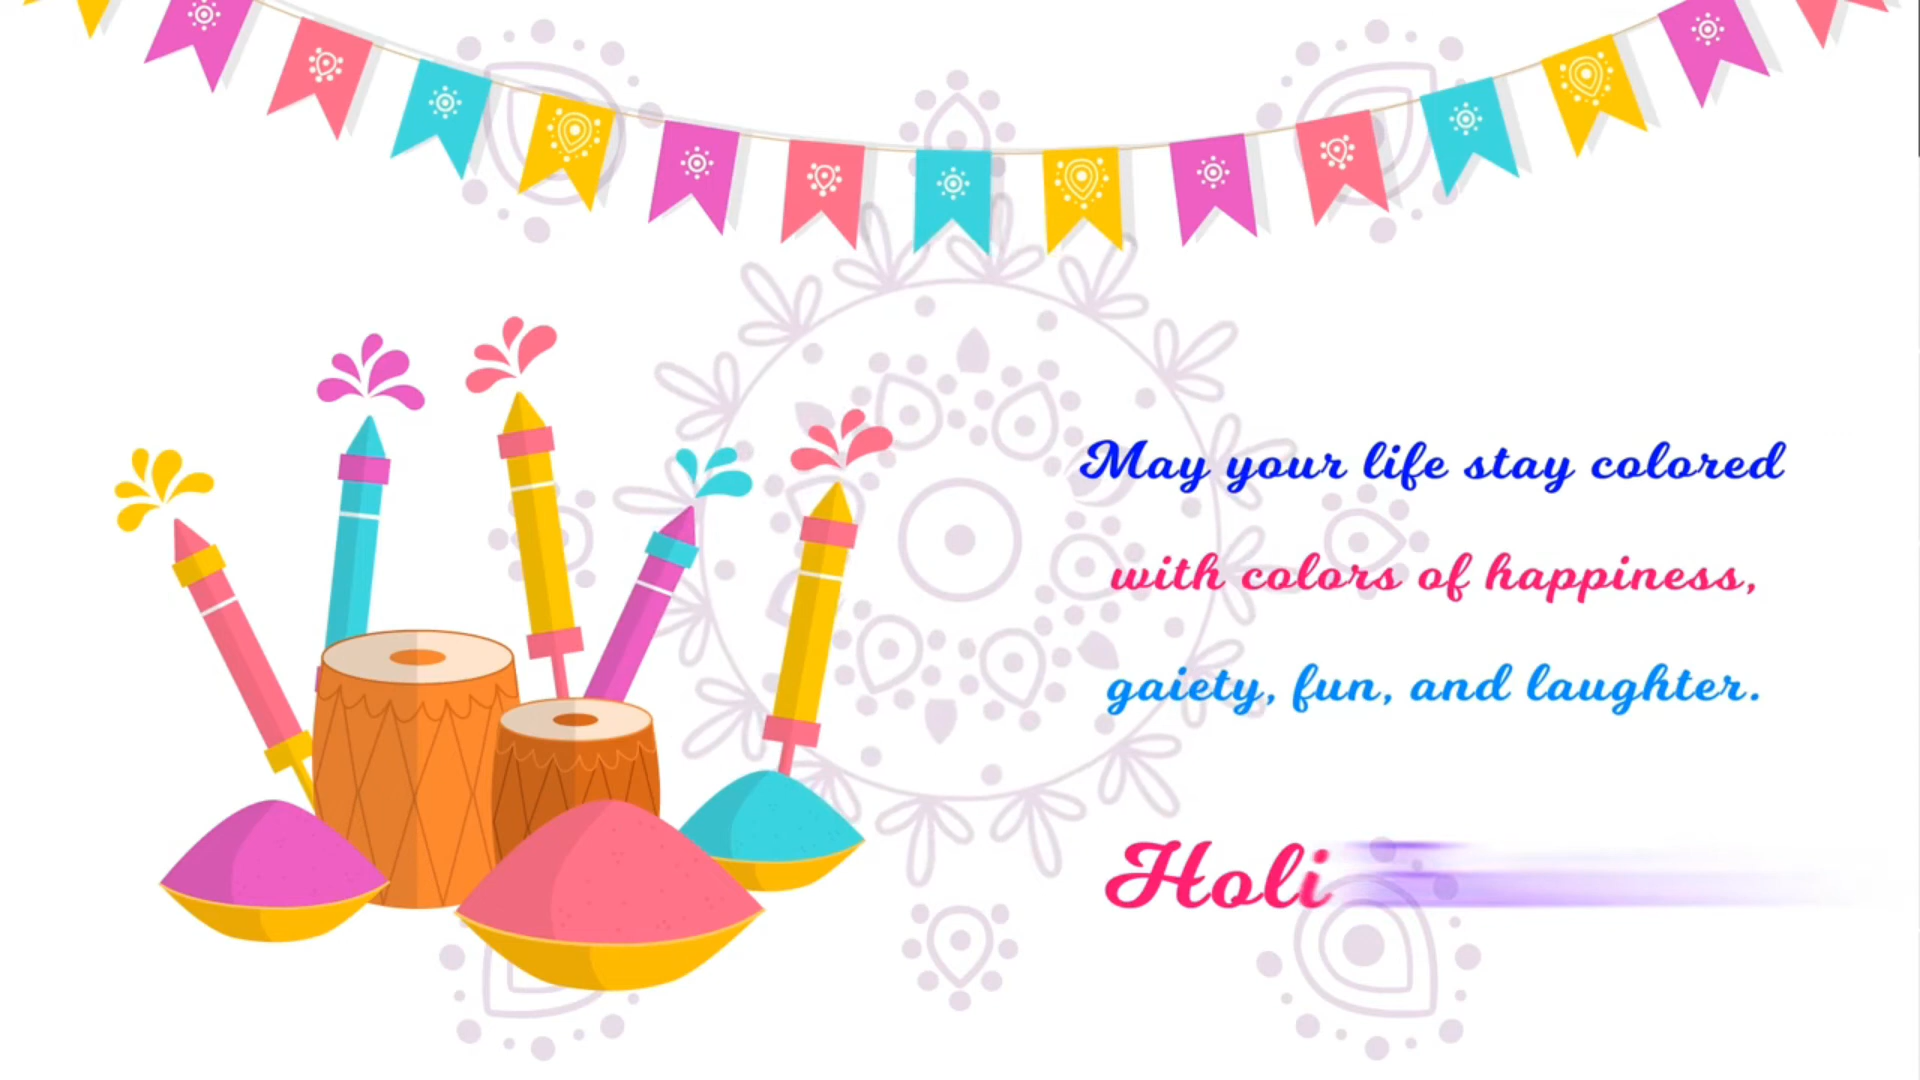 May your life stay colored
with colors of happiness,
gaiety, fun, and laughter.
Holi